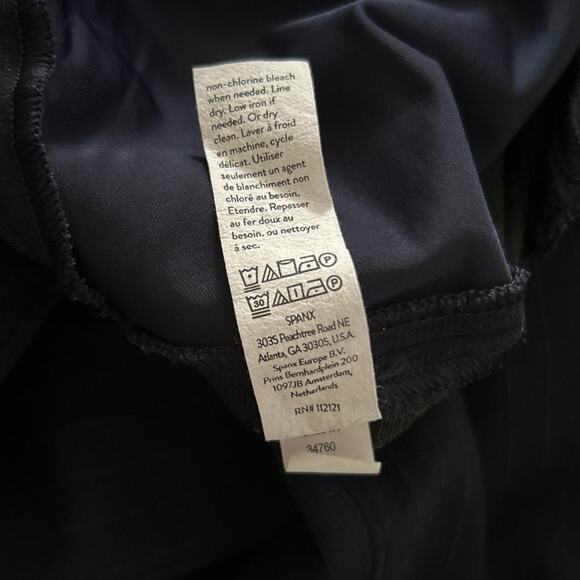 non-chlorine bleach
when needed. Line
dry. Low iron if
needed. Or dry
clean. Laver à froid
en machine, cycle
délicat. Utiliser
seulement un agent
de blanchiment non
chloré au besoin.
Etendre. Repasser
au fer doux au
besoin. ou nettoyer
à sec.
P
30 P
SPANX
3035 Peachtree Road NE
Atlanta, GA 30305, U.S.A.
Spanx Europe B.V.
Prins Bernhardplein 200
1097JB Amsterdam,
Netherlands
RN# 112121
34760